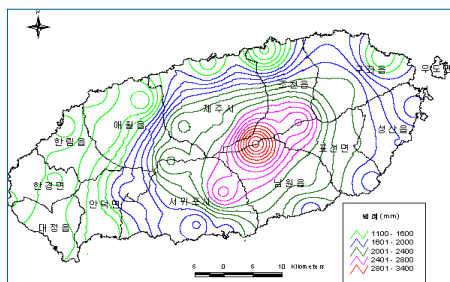 구좌읍
우도면
조천읍
제주시
애월읍
성산읍
한림읍
표선면
한경면
남원읍
안덕면
서귀포시
대정읍
범례(mm)
1100 - 1600
1601 - 2000
2001 - 2400
2401 - 2800
2801 - 3400
5 0 5 10 Kilometers